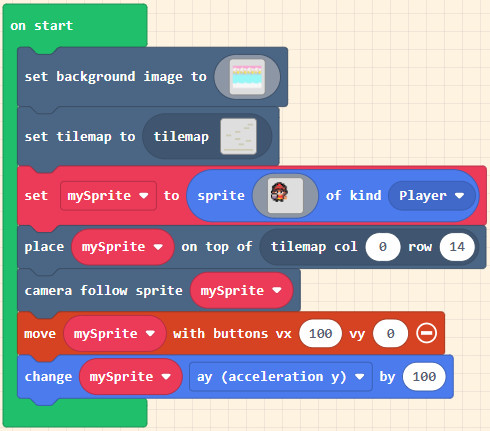 on start
set background image to
set tilemap to tilemap
set mySprite to sprite of kind Player
place mySprite on top of tilemap col 0 row 14
camera follow sprite mySprite
move mySprite with buttons vx 100 vy 0
change mySprite ay (acceleration y) by 100